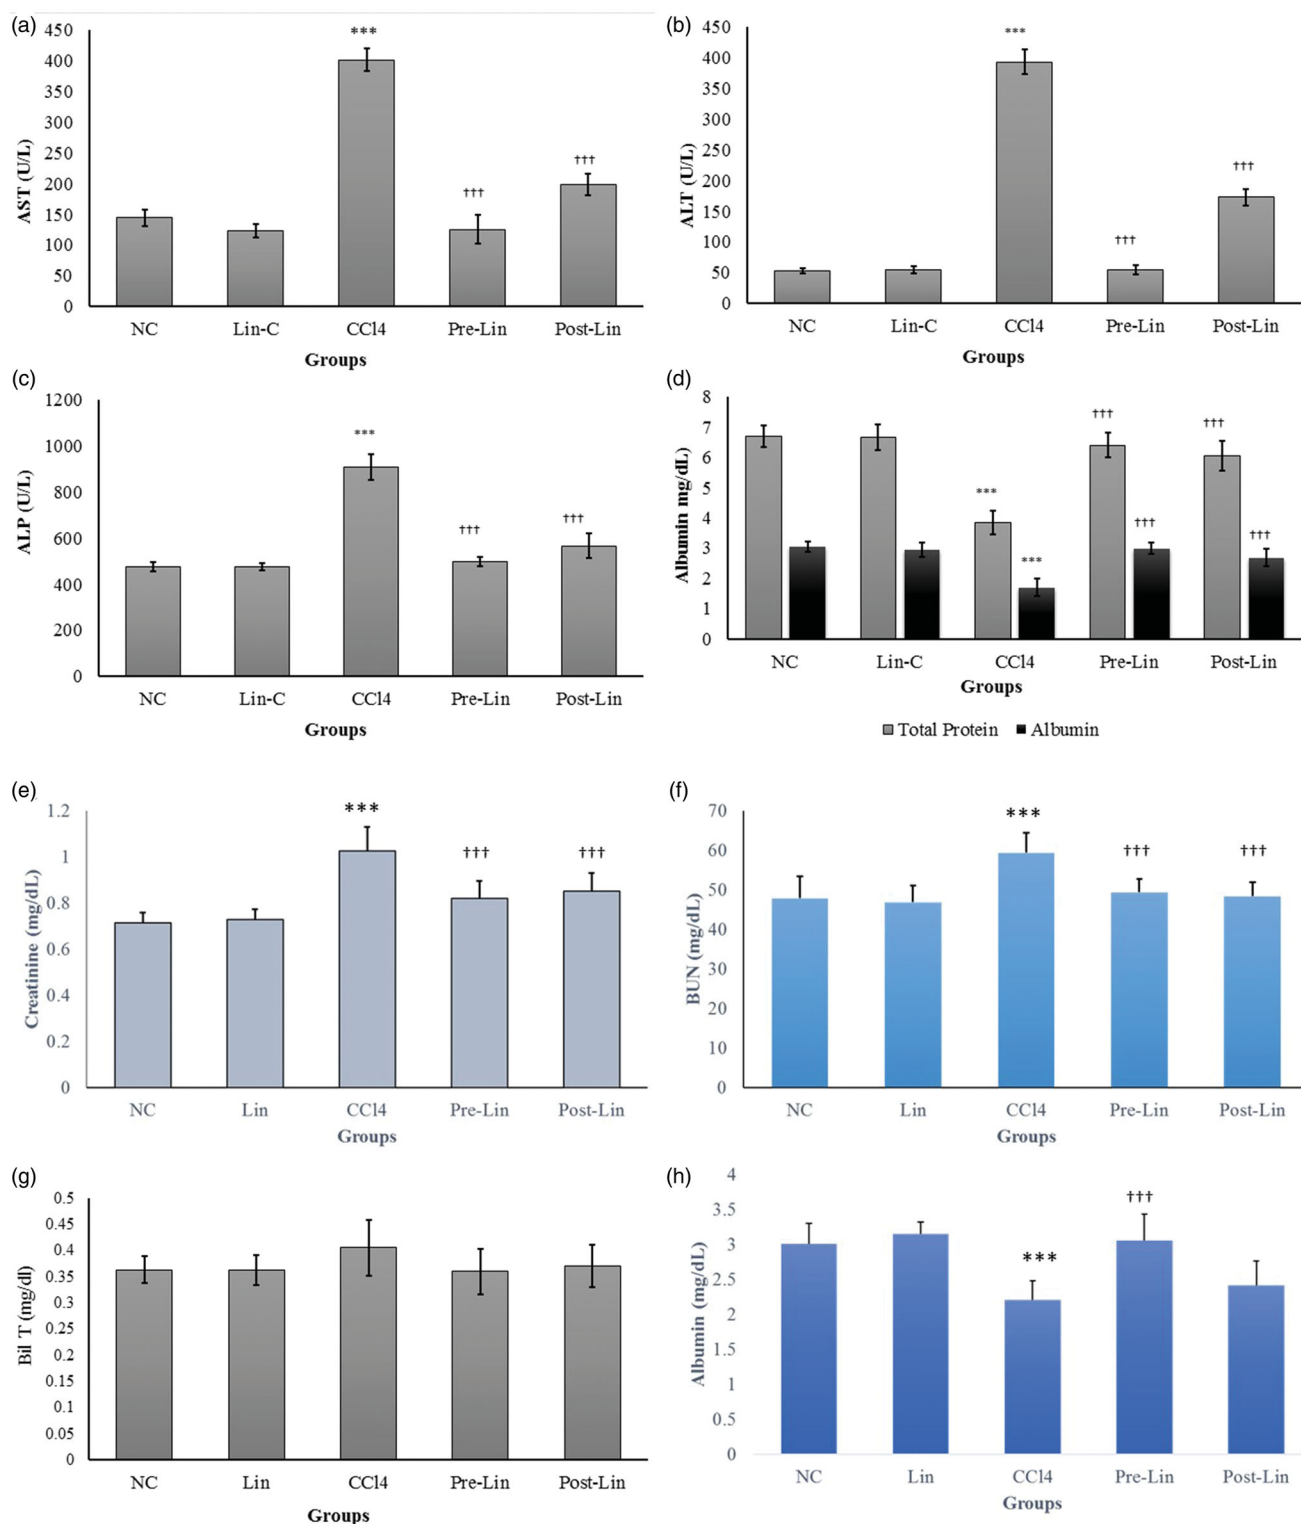 (a)
450
400
350
300
250
200
150
100
50
0
AST (U/L)
***
†††
†††
NC Lin-C CCl4 Pre-Lin Post-Lin
Groups
(b)
450
400
350
300
250
200
150
100
50
0
ALT (U/L)
***
†††
†††
NC Lin-C CCl4 Pre-Lin Post-Lin
Groups
(c)
1200
1000
800
600
400
200
0
ALP (U/L)
***
†††
†††
NC Lin-C CCl4 Pre-Lin Post-Lin
Groups
(d)
8
7
6
5
4
3
2
1
0
Albumin mg/dL)
***
***
†††
†††
†††
†††
NC Lin-C CCl4 Pre-Lin Post-Lin
Groups
Total Protein Albumin
(e)
1.2
1
0.8
0.6
0.4
0.2
0
Creatinine (mg/dL)
***
†††
†††
NC Lin CCl4 Pre-Lin Post-Lin
Groups
(f)
70
60
50
40
30
20
10
0
BUN (mg/dL)
***
†††
†††
NC Lin CCl4 Pre-Lin Post-Lin
Groups
(g)
0.5
0.45
0.4
0.35
0.3
0.25
0.2
0.15
0.1
0.05
0
Bil T (mg/dl)
NC Lin CCl4 Pre-Lin Post-Lin
Groups
(h)
4
3.5
3
2.5
2
1.5
1
0.5
0
Albumin (mg/dL)
***
†††
NC Lin CCl4 Pre-Lin Post-Lin
Groups